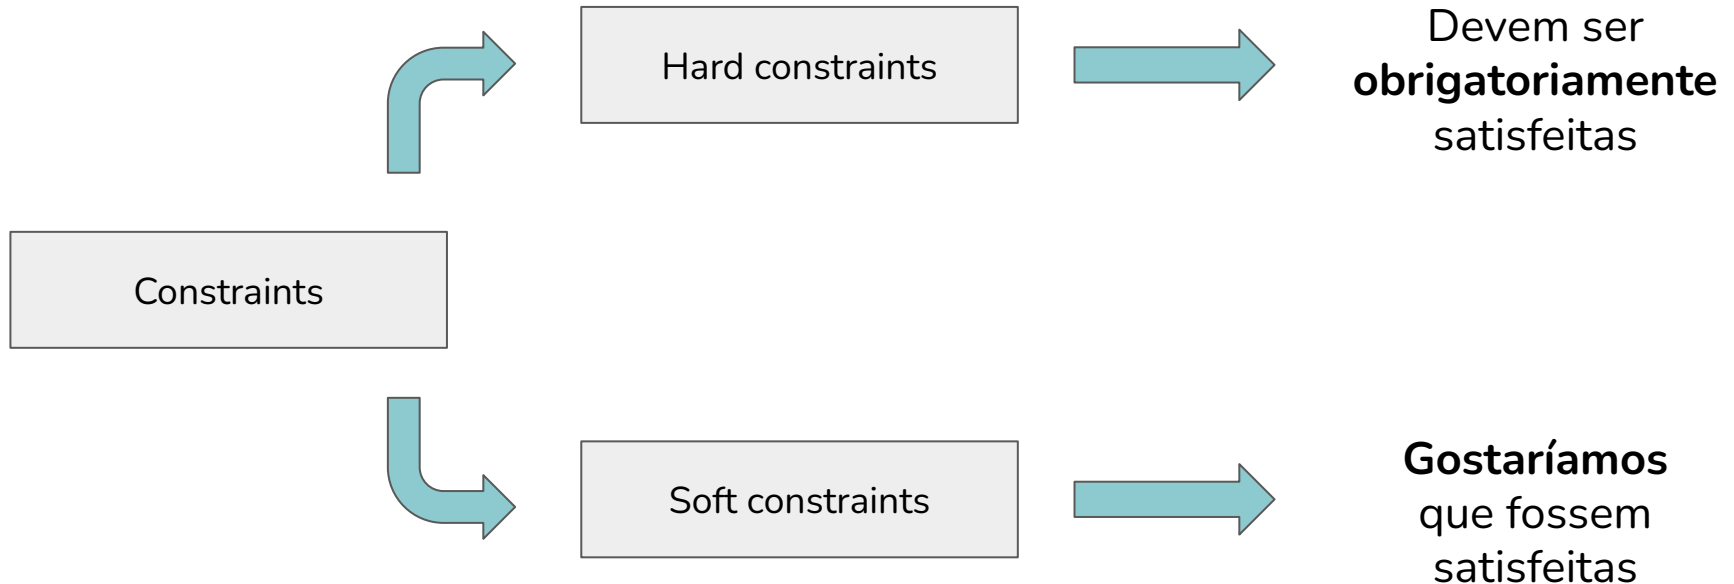 Hard constraints
Devem ser
obrigatoriamente
satisfeitas
Constraints
Soft constraints
Gostaríamos
que fossem
satisfeitas